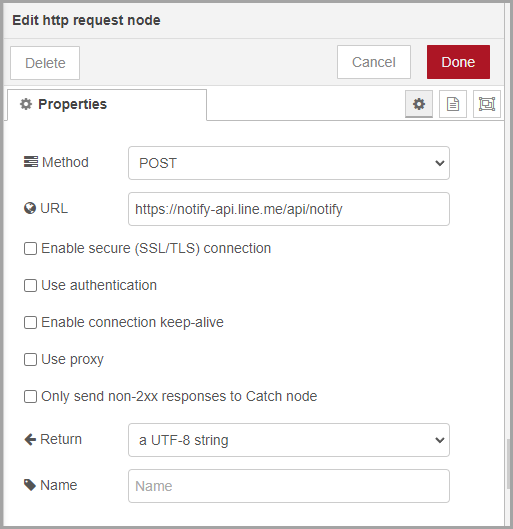 Edit http request node
Delete
Cancel
Done
Properties
Method
POST
URL
https://notify-api.line.me/api/notify
Enable secure (SSL/TLS) connection
Use authentication
Enable connection keep-alive
Use proxy
Only send non-2xx responses to Catch node
Return
a UTF-8 string
Name
Name